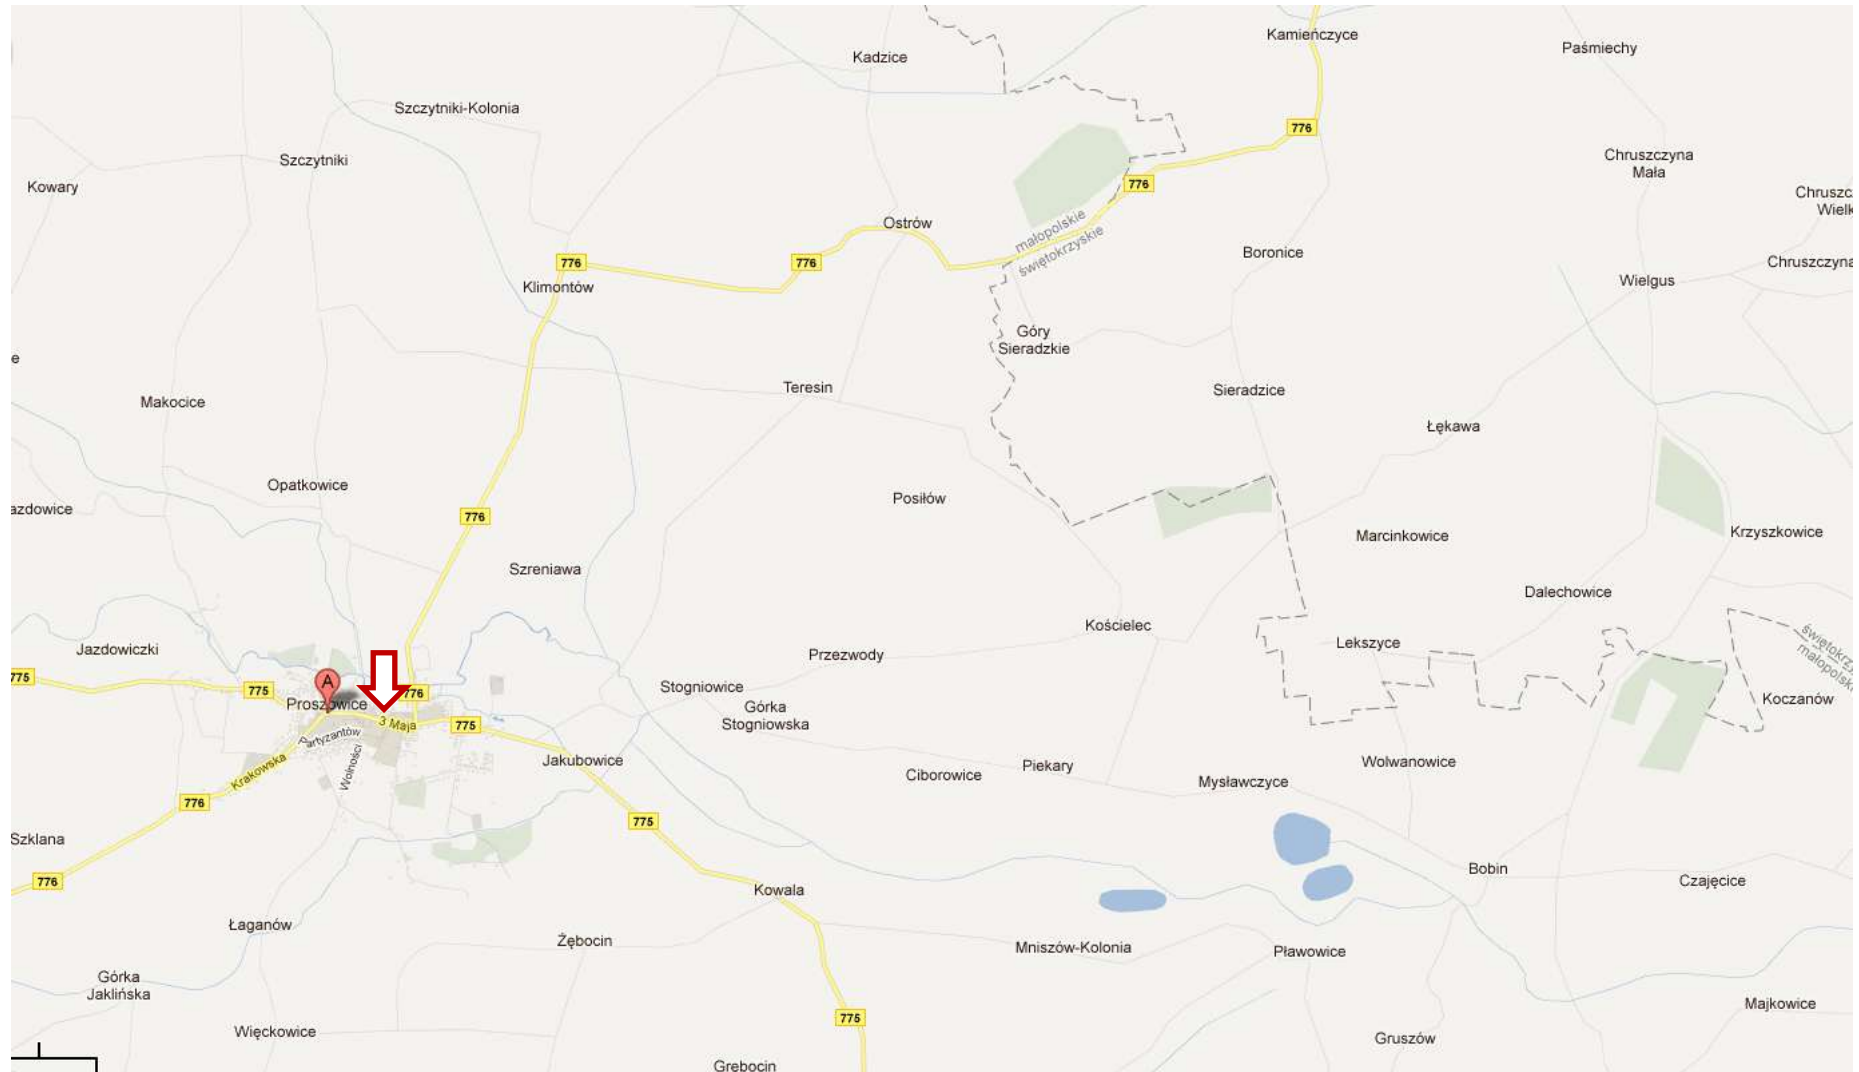 Kamieńczyce
Paśmiechy
Kadzice
Szczytniki-Kolonia
776
Szczytniki
Chruszczyna
Mała
Kowary
776
Ostrów
małopolskie
świętokrzyskie
Boronice
776
776
Klimontów
Wielgus
Góry
Sieradzkie
Teresin
Sieradzice
Makocice
Łękawa
Opatkowice
Posiłów
776
Marcinkowice
Krzyszkowice
Szreniawa
Dalechowice
Kościelec
Lekszyce
Jazdowiczki
Przezwody
775
775
A
776
Stogniowice
Koczanów
Proszowice
Górka
Stogniowska
3 Maja
775
Partyzantów
Wolności
Krakowska
Jakubowice
Ciborowice
Piekary
Mysławczyce
Wolwanowice
776
775
Szklana
Bobin
776
Czajęcice
Kowala
Łaganów
Żębocin
Mniszów-Kolonia
Pławowice
Górka
Jaklińska
Majkowice
775
Więckowice
Gruszów
Grębocin